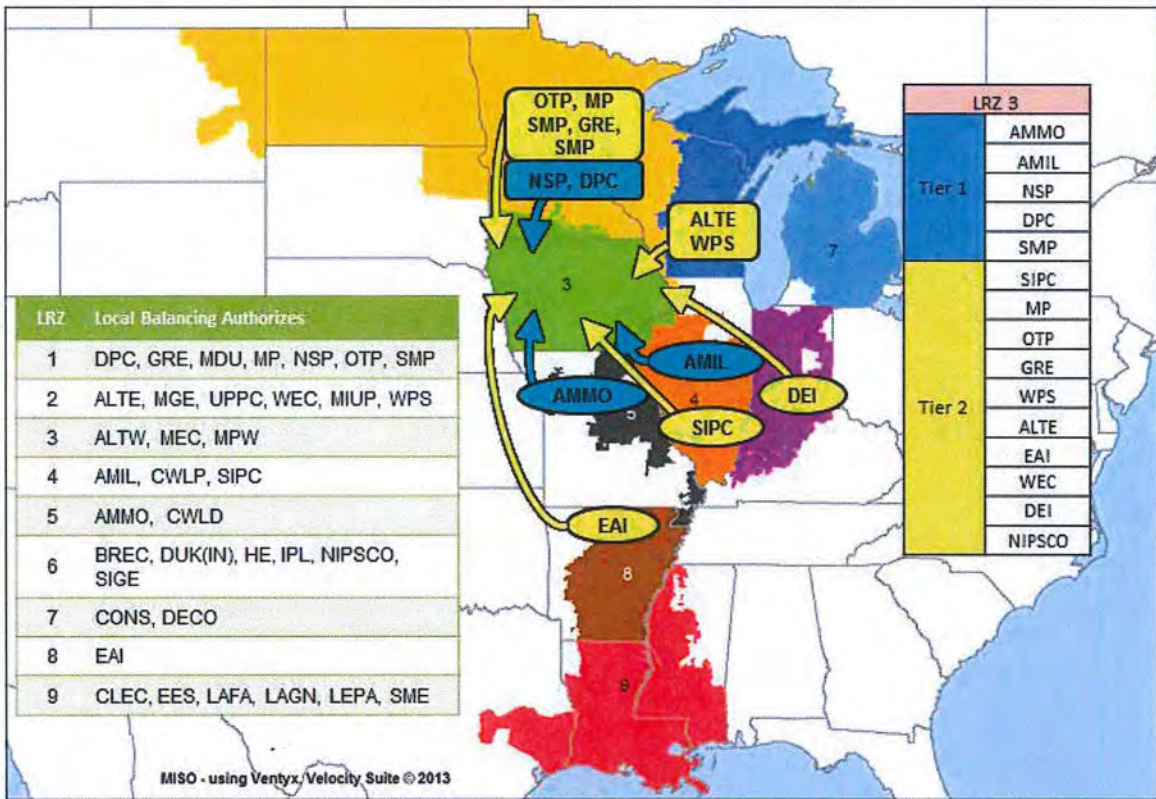 OTP, MP
SMP, GRE,
SMP
NSP, DPC
ALTE
WPS
7
3
AMIL
AMMO
DEI
4
5
SIPC
EAI
8
9
LRZ Local Balancing Authorizes
1 DPC, GRE, MDU, MP, NSP, OTP, SMP
2 ALTE, MGE, UPPC, WEC, MIUP, WPS
3 ALTW, MEC, MPW
4 AMIL, CWLP, SIPC
5 AMMO, CWLD
6 BREC, DUK(IN), HE, IPL, NIPSCO,
SIGE
7 CONS, DECO
8 EAI
9 CLEC, EES, LAFA, LAGN, LEPA, SME
LRZ 3
Tier 1
AMMO
AMIL
NSP
DPC
SMP
Tier 2
SIPC
MP
OTP
GRE
WPS
ALTE
EAI
WEC
DEI
NIPSCO
MISO - using Ventyx, Velocity Suite © 2013